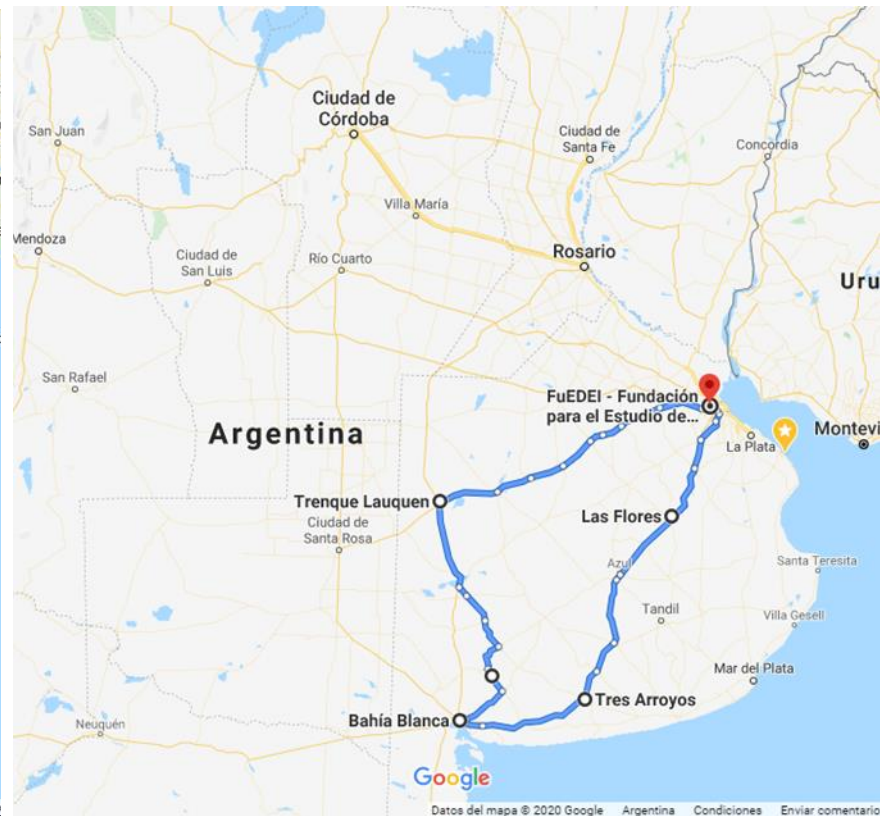 Ciudad de
Córdoba
San Juan
Ciudad de
Santa Fe
Concordia
Villa María
Mendoza
Ciudad de
San Luis
Río Cuarto
Rosario
Uru
San Rafael
FuEDEI - Fundación
para el Estudio de...
Argentina
La Plata
Montevi
Trenque Lauquen
Ciudad de
Santa Rosa
Las Flores
Azul
Santa Teresita
Tandil
Villa Gesell
Mar del Plata
Tres Arroyos
Bahía Blanca
Neuquén
Google
Datos del mapa © 2020 Google Argentina Condiciones Enviar comentario